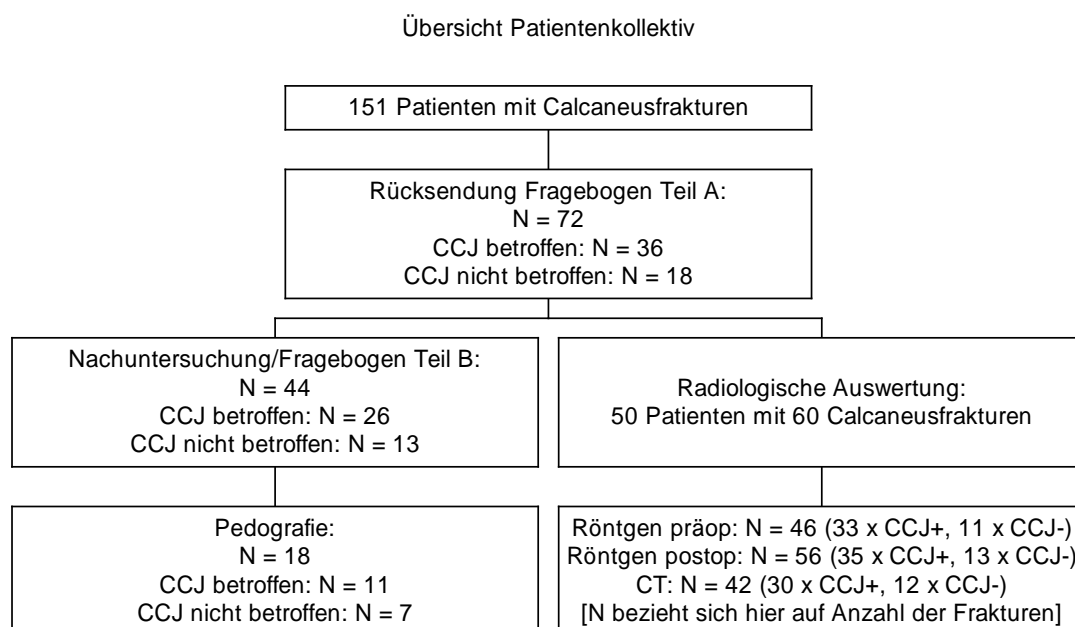 Übersicht Patientenkollektiv
151 Patienten mit Calcaneusfrakturen
Rücksendung Fragebogen Teil A:
N = 72
CCJ betroffen: N = 36
CCJ nicht betroffen: N = 18
Nachuntersuchung/Fragebogen Teil B:
N = 44
CCJ betroffen: N = 26
CCJ nicht betroffen: N = 13
Radiologische Auswertung:
50 Patienten mit 60 Calcaneusfrakturen
Pedografie:
N = 18
CCJ betroffen: N = 11
CCJ nicht betroffen: N = 7
Röntgen präop: N = 46 (33 x CCJ+, 11 x CCJ-)
Röntgen postop: N = 56 (35 x CCJ+, 13 x CCJ-)
CT: N = 42 (30 x CCJ+, 12 x CCJ-)
[N bezieht sich hier auf Anzahl der Frakturen]